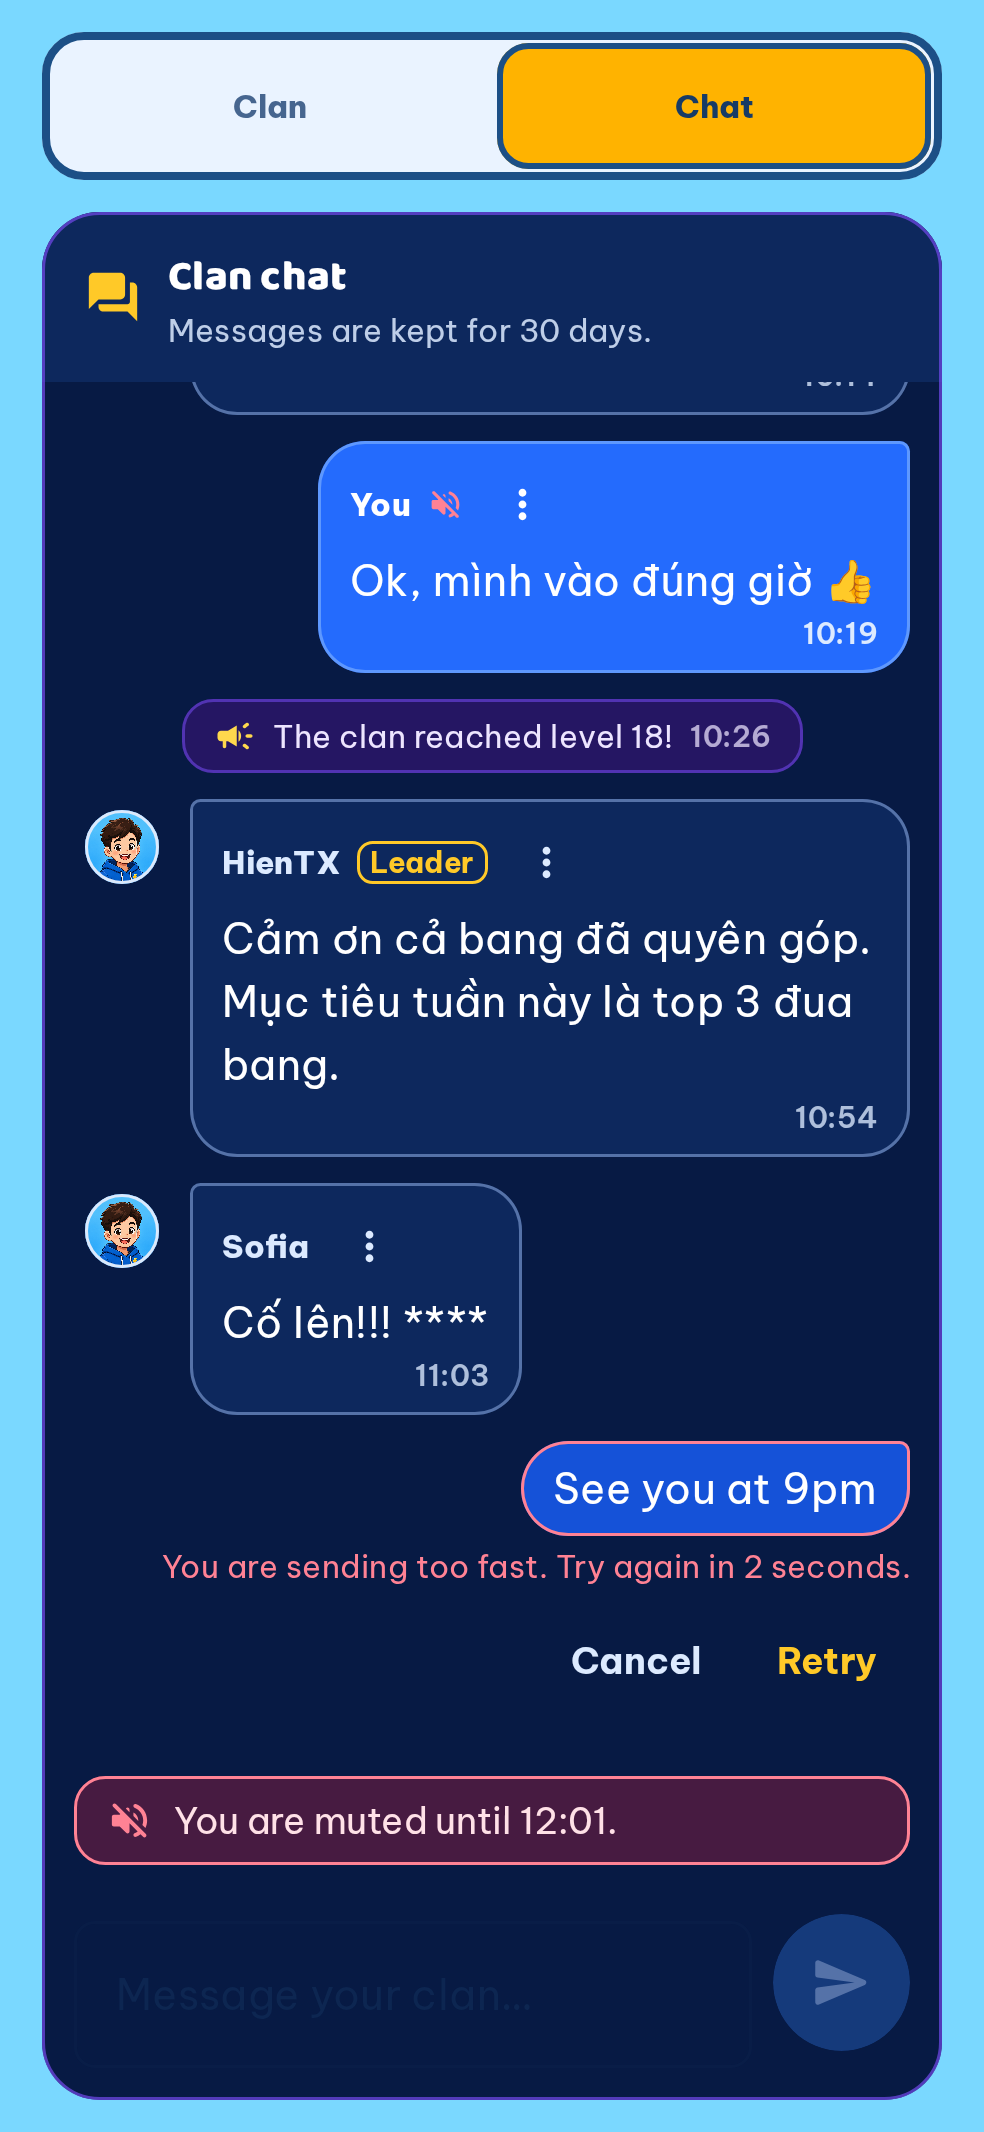 Clan
Chat
Clan chat
Messages are kept for 30 days.
You
Ok, mình vào đúng giờ 👍
10:19
The clan reached level 18! 10:26
HienTX Leader
Cảm ơn cả bang đã quyên góp.
Mục tiêu tuần này là top 3 đua
bang.
10:54
Sofia
Cố lên!!! ****
11:03
See you at 9pm
You are sending too fast. Try again in 2 seconds.
Cancel Retry
You are muted until 12:01.
Message your clan...